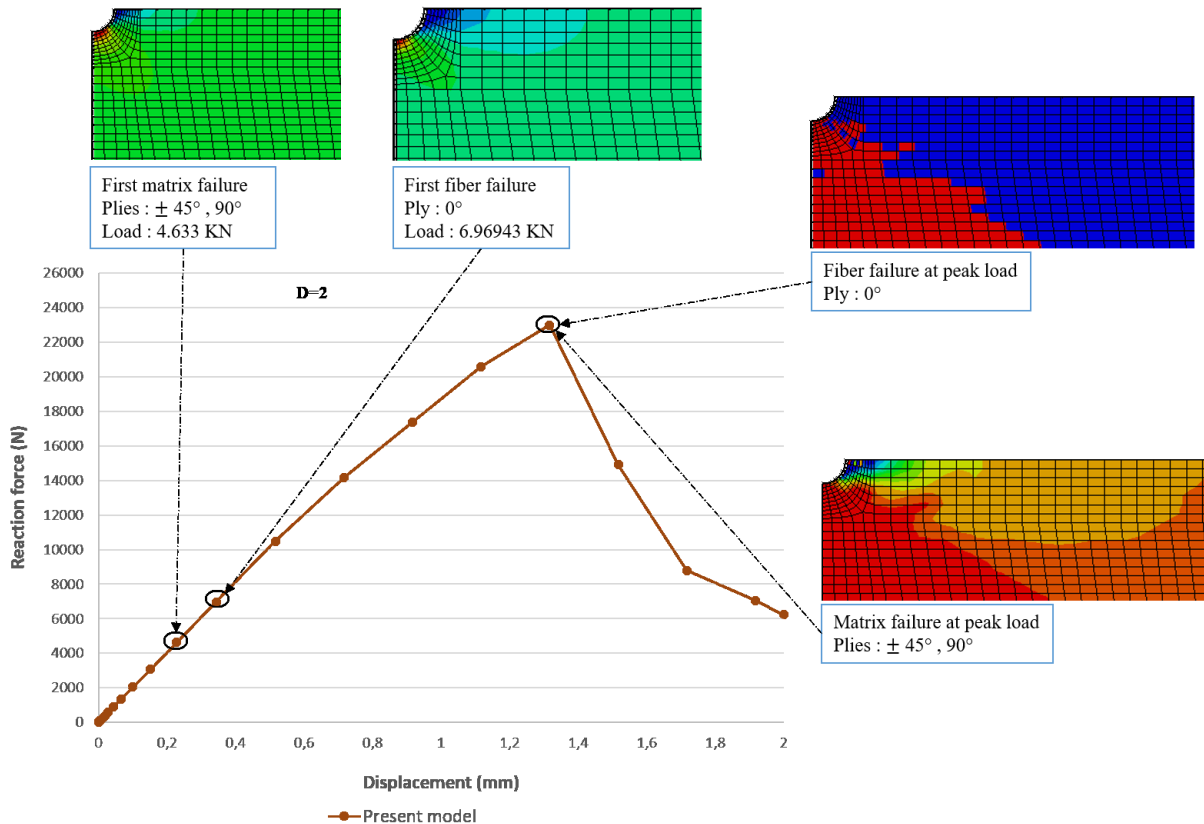 First matrix failure
Plies : ± 45° , 90°
Load : 4.633 KN
First fiber failure
Ply : 0°
Load : 6.96943 KN
Fiber failure at peak load
Ply : 0°
D=2
26000
24000
22000
20000
18000
16000
14000
12000
10000
8000
6000
4000
2000
0
Reaction force (N)
Matrix failure at peak load
Plies : ± 45° , 90°
0
0,2
0,4
0,6
0,8
1
1,2
1,4
1,6
1,8
2
Displacement (mm)
Present model